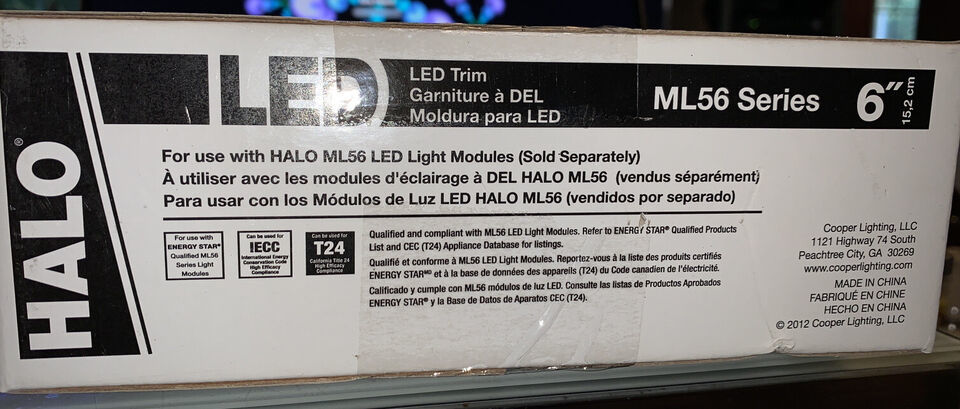 HALO®
LED
LED Trim
Garniture à DEL
Moldura para LED
ML56 Series
6"
15,2 cm
For use with HALO ML56 LED Light Modules (Sold Separately)
À utiliser avec les modules d'éclairage à DEL HALO ML56 (vendus séparément)
Para usar con los Módulos de Luz LED HALO ML56 (vendidos por separado)
For use with
ENERGY STAR®
Qualified ML56
Series Light
Modules
Can be used for
IECC
International Energy
Conservation Code
High Efficacy
Compliance
Can be used for
T24
California Title 24
High Efficacy
Compliance
Qualified and compliant with ML56 LED Light Modules. Refer to ENERGY STAR® Qualified Products
List and CEC (T24) Appliance Database for listings.
Qualifié et conforme à ML56 LED Light Modules. Reportez-vous à la liste des produits certifiés
ENERGY STARᴹᴰ et à la base de données des appareils (T24) du Code canadien de l'électricité.
Calificado y cumple con ML56 módulos de luz LED. Consulte las listas de Productos Aprobados
ENERGY STAR® y la Base de Datos de Aparatos CEC (T24).
Cooper Lighting, LLC
1121 Highway 74 South
Peachtree City, GA 30269
www.cooperlighting.com
MADE IN CHINA
FABRIQUÉ EN CHINE
HECHO EN CHINA
© 2012 Cooper Lighting, LLC